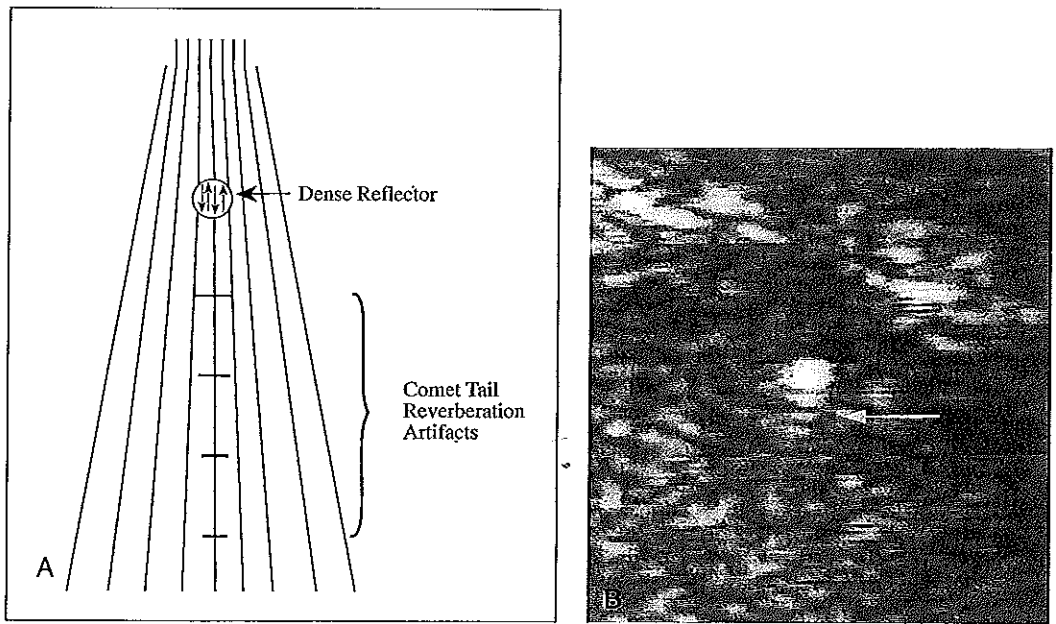 Dense Reflector
Comet Tail
Reverberation
Artifacts
A
B